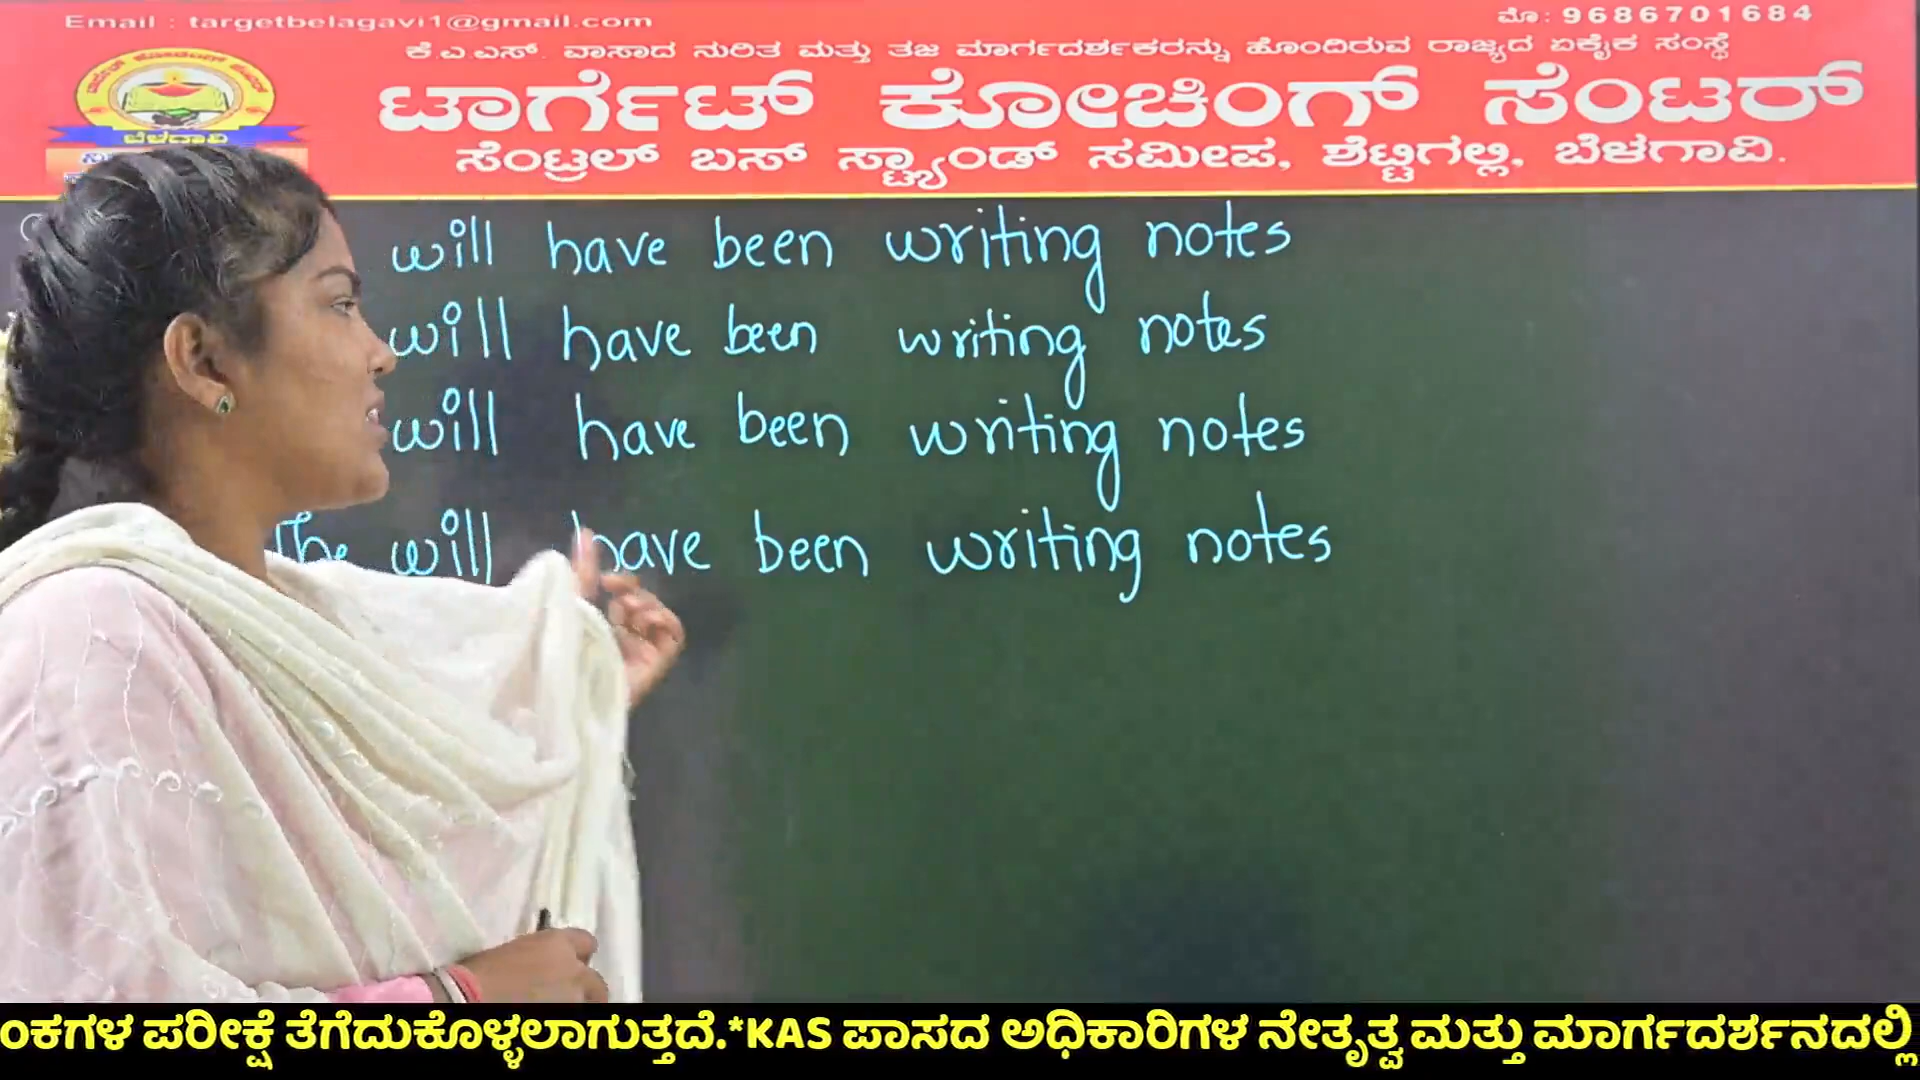 Email : targetbelagavi1@gmail.com
ಮೊ: 9686701684
ಕೆ.ಎ.ಎಸ್. ಪಾಸಾದ ನುರಿತ ಮತ್ತು ತಜ್ಞ ಮಾರ್ಗದರ್ಶಕರನ್ನು ಹೊಂದಿರುವ ರಾಜ್ಯದ ಏಕೈಕ ಸಂಸ್ಥೆ
ಟಾರ್ಗೆಟ್ ಕೋಚಿಂಗ್ ಸೆಂಟರ್
ಬೆಳಗಾವಿ
ಸೆಂಟ್ರಲ್ ಬಸ್ ಸ್ಟ್ಯಾಂಡ್ ಸಮೀಪ, ಶೆಟ್ಟಿಗಲ್ಲಿ, ಬೆಳಗಾವಿ.
will have been writing notes
will have been writing notes
will have been writing notes
The will have been writing notes
ಂಕಗಳ ಪರೀಕ್ಷೆ ತೆಗೆದುಕೊಳ್ಳಲಾಗುತ್ತದೆ.*KAS ಪಾಸದ ಅಧಿಕಾರಿಗಳ ನೇತೃತ್ವ ಮತ್ತು ಮಾರ್ಗದರ್ಶನದಲ್ಲಿ